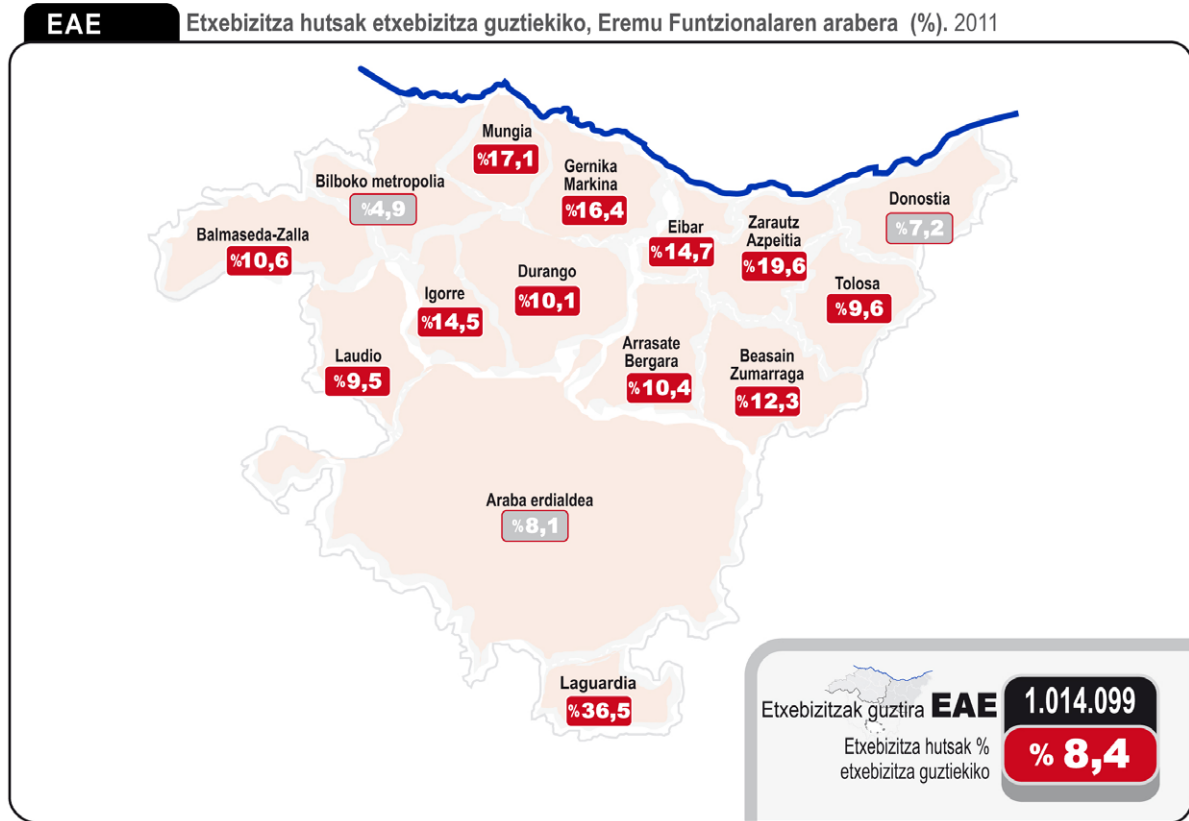 EAE
Etxebizitza hutsak etxebizitza guztiekiko, Eremu Funtzionalaren arabera (%). 2011
Mungia
%17,1
Gernika
Markina
%16,4
Bilboko metropolia
%4,9
Donostia
%7,2
Balmaseda-Zalla
%10,6
Eibar
%14,7
Zarautz
Azpeitia
%19,6
Durango
%10,1
Tolosa
%9,6
Igorre
%14,5
Laudio
%9,5
Arrasate
Bergara
%10,4
Beasain
Zumarraga
%12,3
Araba erdialdea
%8,1
Laguardia
%36,5
Etxebizitzak guztira EAE 1.014.099
Etxebizitza hutsak %
etxebizitza guztiekiko
% 8,4